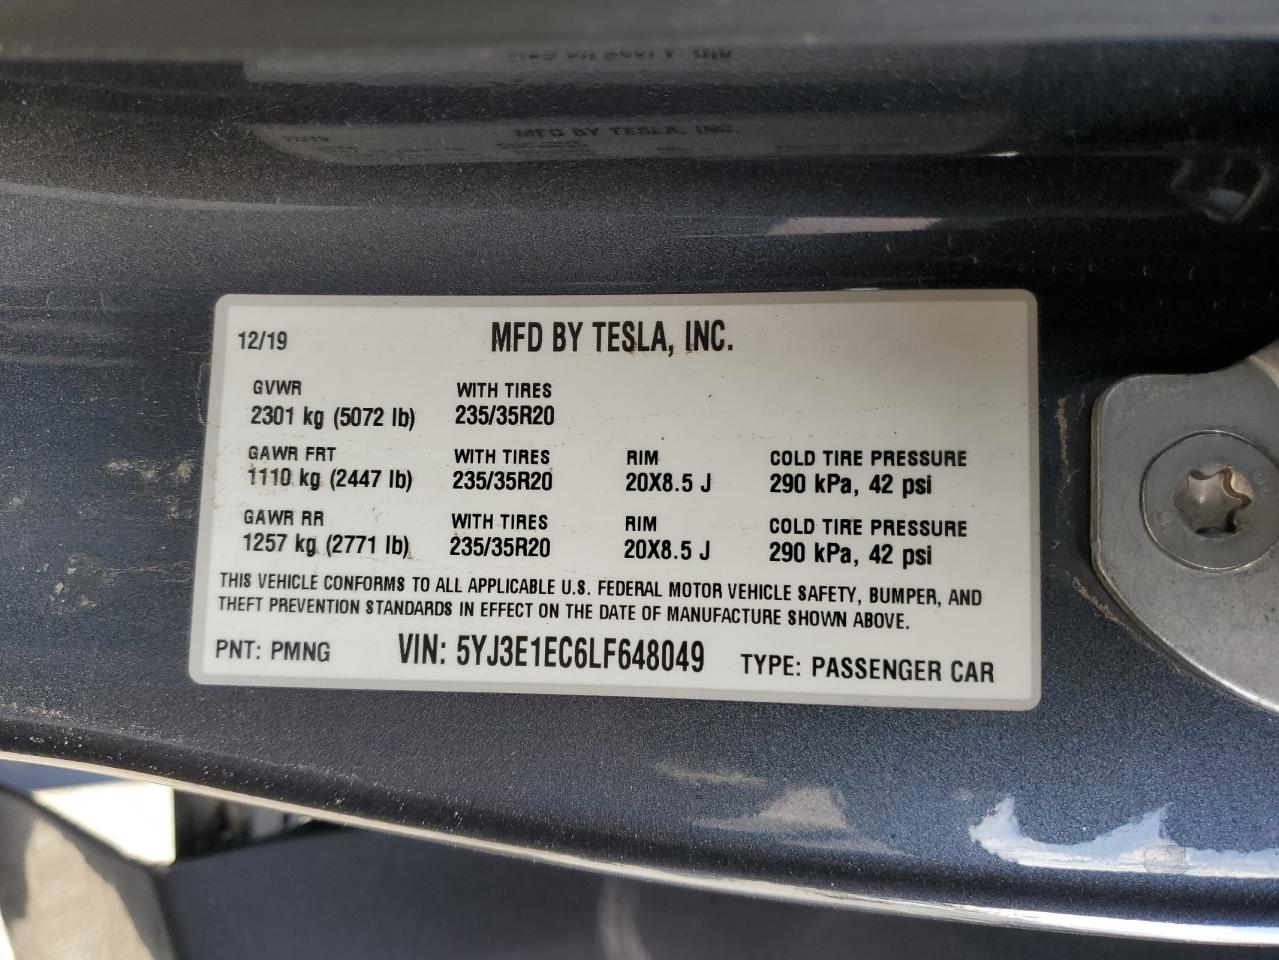 12/19 MFD BY TESLA, INC.
GVWR WITH TIRES
2301 kg (5072 lb) 235/35R20
GAWR FRT WITH TIRES RIM COLD TIRE PRESSURE
1110 kg (2447 lb) 235/35R20 20X8.5 J 290 kPa, 42 psi
GAWR RR WITH TIRES RIM COLD TIRE PRESSURE
1257 kg (2771 lb) 235/35R20 20X8.5 J 290 kPa, 42 psi
THIS VEHICLE CONFORMS TO ALL APPLICABLE U.S. FEDERAL MOTOR VEHICLE SAFETY, BUMPER, AND
THEFT PREVENTION STANDARDS IN EFFECT ON THE DATE OF MANUFACTURE SHOWN ABOVE.
PNT: PMNG VIN: 5YJ3E1EC6LF648049 TYPE: PASSENGER CAR